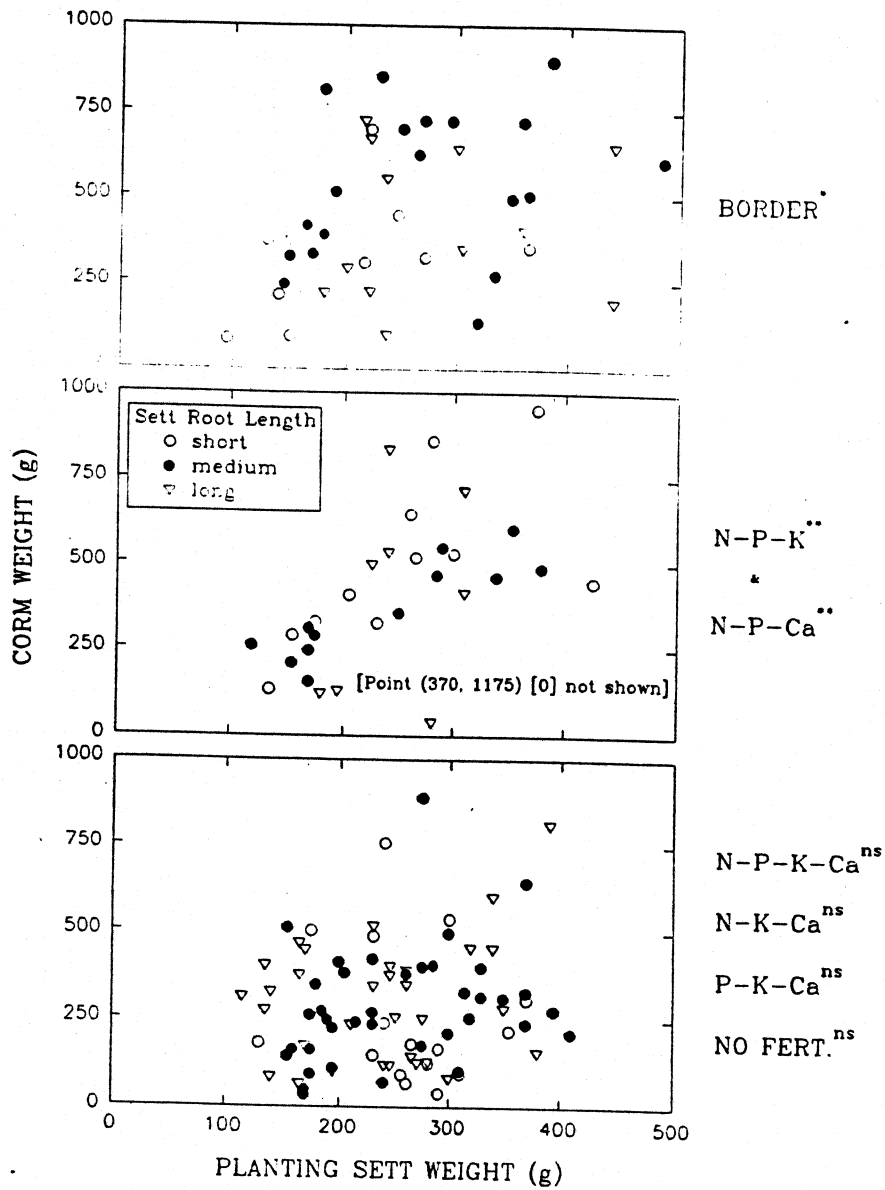 1000
750
500
250
0
BORDER*
1000
750
500
250
0
Sett Root Length
short
medium
long
[Point (370, 1175) [0] not shown]
N-P-K**
&
N-P-Ca**
CORM WEIGHT (g)
1000
750
500
250
0
0 100 200 300 400 500
N-P-K-Ca^ns
N-K-Ca^ns
P-K-Ca^ns
NO FERT.^ns
PLANTING SETT WEIGHT (g)